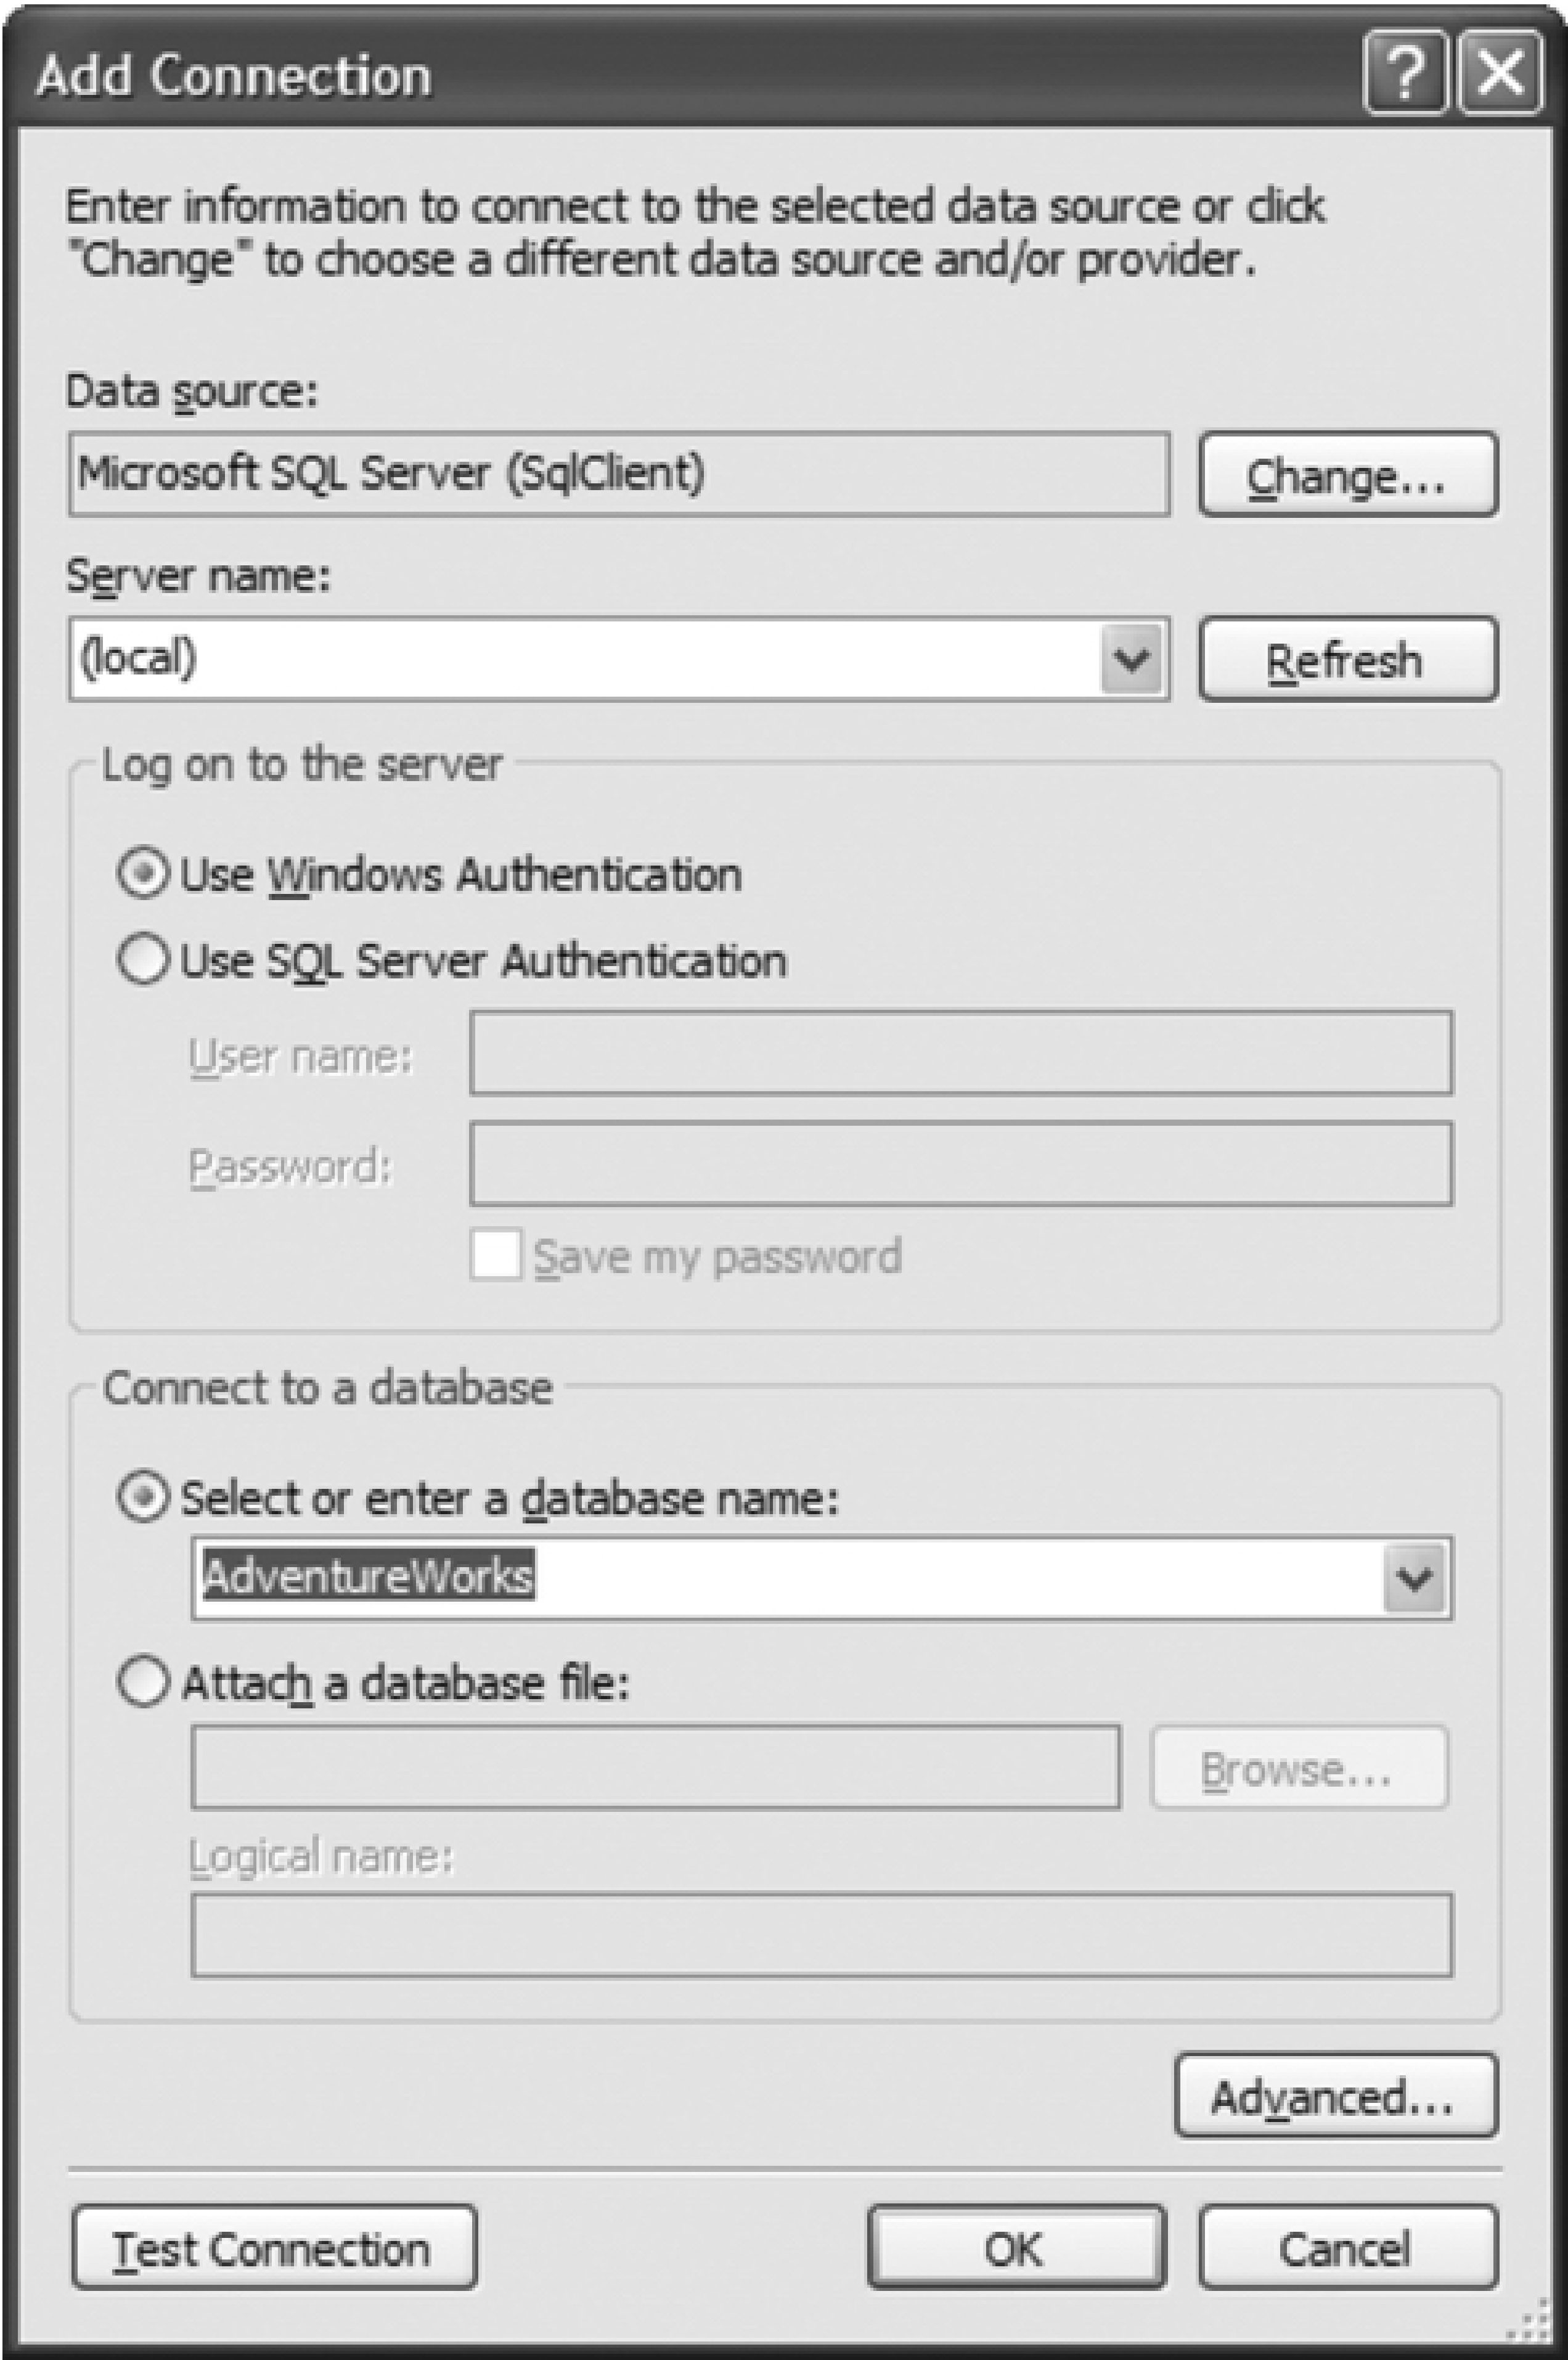 Add Connection
Enter information to connect to the selected data source or click
"Change" to choose a different data source and/or provider.
Data source:
Microsoft SQL Server (SqlClient)
Change...
Server name:
(local)
Refresh
Log on to the server
Use Windows Authentication
Use SQL Server Authentication
User name:
Password:
Save my password
Connect to a database
Select or enter a database name:
AdventureWorks
Attach a database file:
Browse...
Logical name:
Advanced...
Test Connection
OK
Cancel